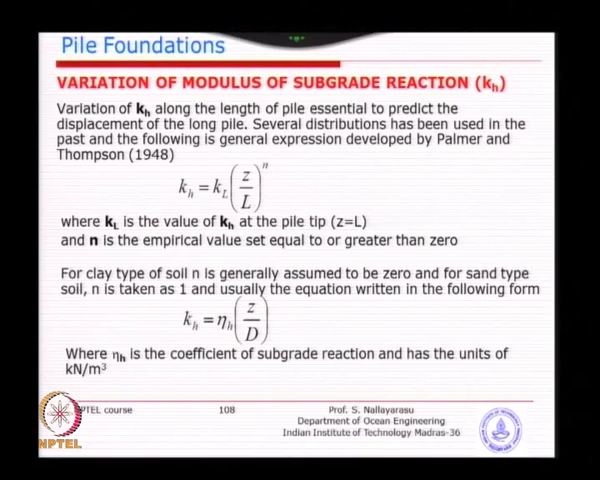 Pile Foundations
VARIATION OF MODULUS OF SUBGRADE REACTION (kₕ)
Variation of kₕ along the length of pile essential to predict the
displacement of the long pile. Several distributions has been used in the
past and the following is general expression developed by Palmer and
Thompson (1948)
kₕ = k_L (z/L)ⁿ
where k_L is the value of kₕ at the pile tip (z=L)
and n is the empirical value set equal to or greater than zero
For clay type of soil n is generally assumed to be zero and for sand type
soil, n is taken as 1 and usually the equation written in the following form
kₕ = ηₕ (z/D)
Where ηₕ is the coefficient of subgrade reaction and has the units of
kN/m³
NPTEL course 108 Prof. S. Nallayarasu
Department of Ocean Engineering
Indian Institute of Technology Madras-36
NPTEL